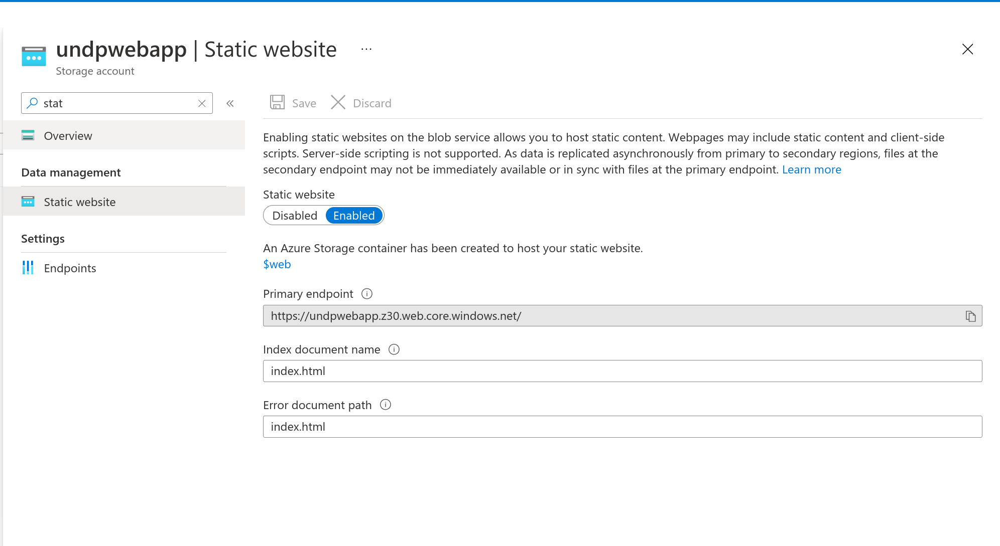 undpwebapp | Static website ...
Storage account
stat
Save
Discard
Overview
Data management
Static website
Settings
Endpoints
Enabling static websites on the blob service allows you to host static content. Webpages may include static content and client-side
scripts. Server-side scripting is not supported. As data is replicated asynchronously from primary to secondary regions, files at the
secondary endpoint may not be immediately available or in sync with files at the primary endpoint. Learn more
Static website
Disabled Enabled
An Azure Storage container has been created to host your static website.
$web
Primary endpoint
https://undpwebapp.z30.web.core.windows.net/
Index document name
index.html
Error document path
index.html